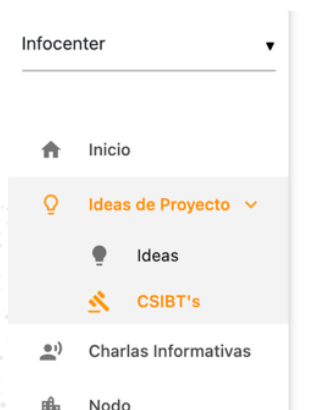 Infocenter
Inicio
Ideas de Proyecto
Ideas
CSIBT's
Charlas Informativas
Nodo